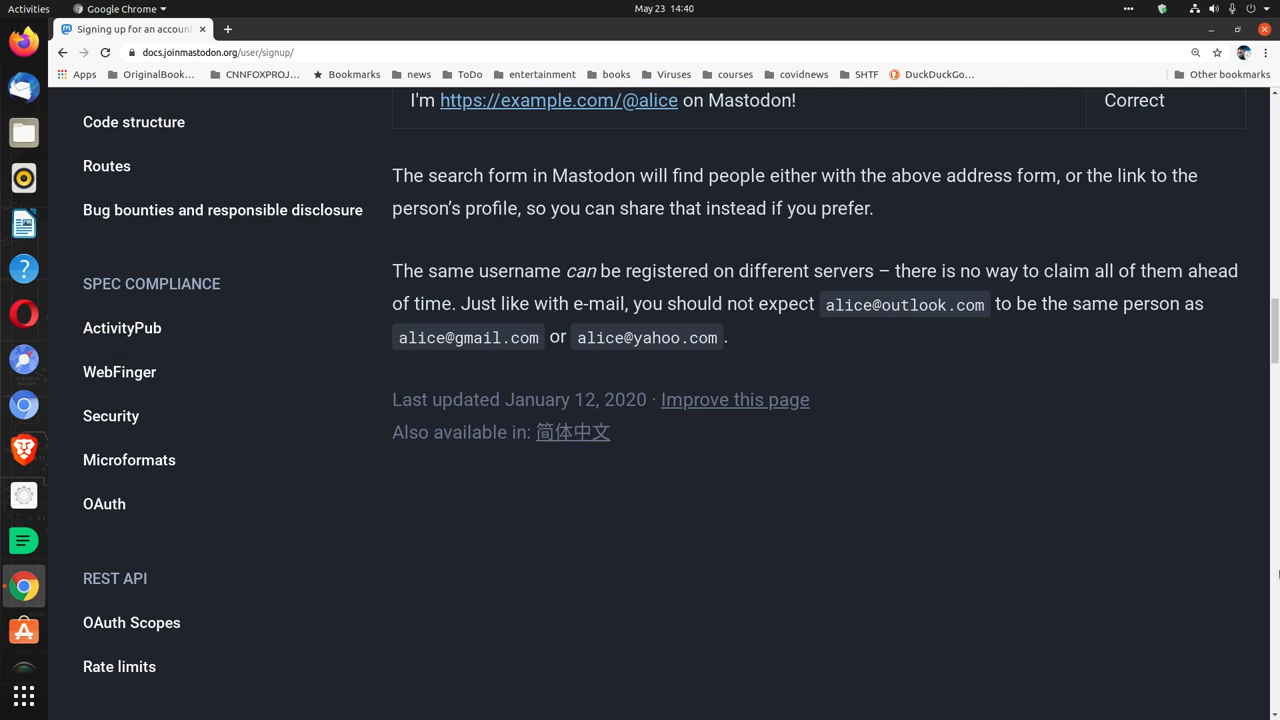 Activities
Google Chrome
May 23 14:40
Signing up for an accoun
docs.joinmastodon.org/user/signup/
Apps
OriginalBook…
CNNFOXPROJ…
Bookmarks
news
ToDo
entertainment
books
Viruses
courses
covidnews
SHTF
DuckDuckGo…
Other bookmarks
Code structure
Routes
Bug bounties and responsible disclosure
SPEC COMPLIANCE
ActivityPub
WebFinger
Security
Microformats
OAuth
REST API
OAuth Scopes
Rate limits
I'm https://example.com/@alice on Mastodon!
Correct
The search form in Mastodon will find people either with the above address form, or the link to the
person’s profile, so you can share that instead if you prefer.
The same username can be registered on different servers – there is no way to claim all of them ahead
of time. Just like with e-mail, you should not expect alice@outlook.com to be the same person as
alice@gmail.com or alice@yahoo.com.
Last updated January 12, 2020 · Improve this page
Also available in: 简体中文